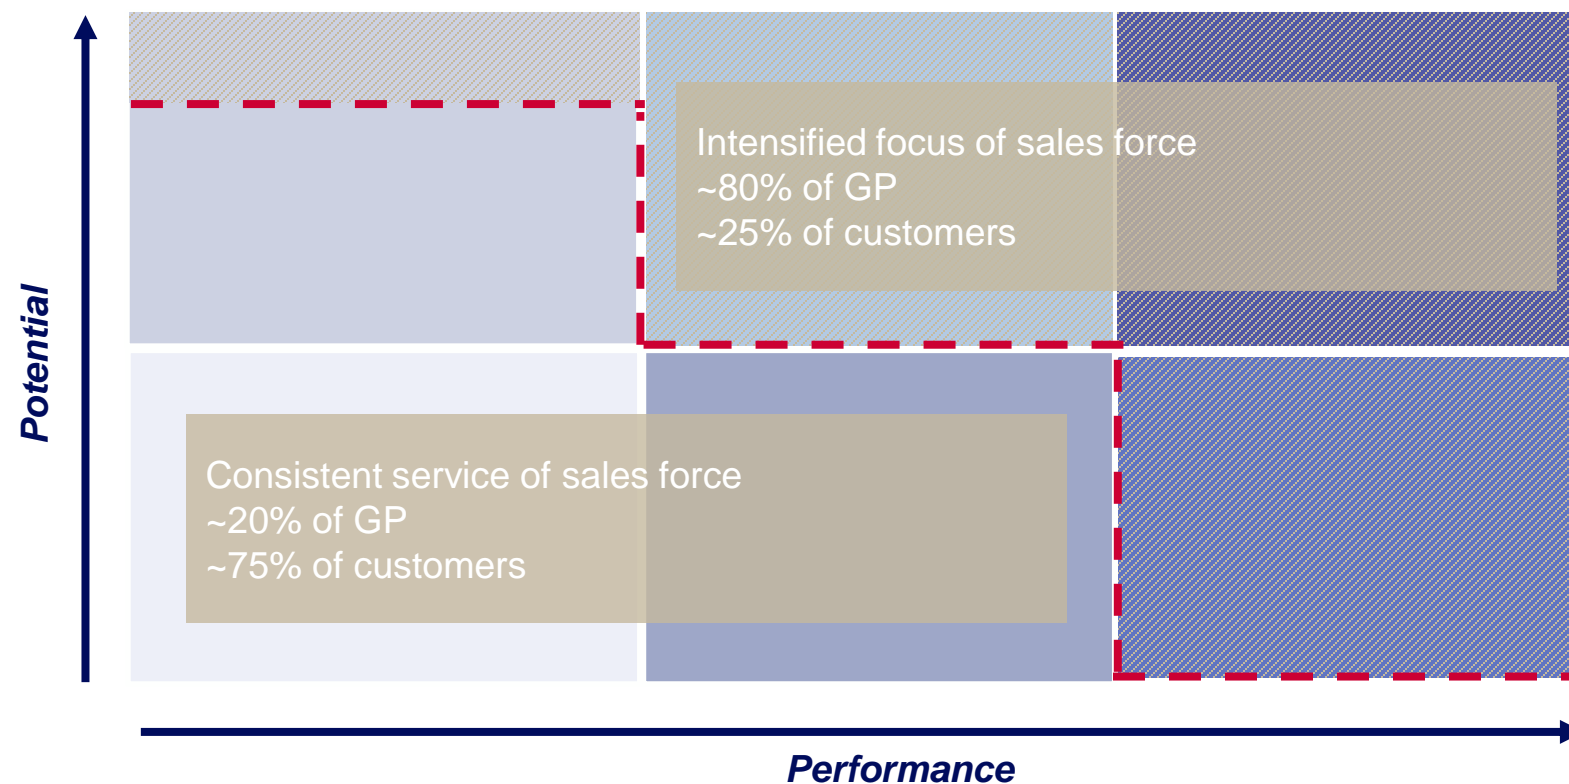 Intensified focus of sales force
~80% of GP
~25% of customers
Potential
Consistent service of sales force
~20% of GP
~75% of customers
Performance